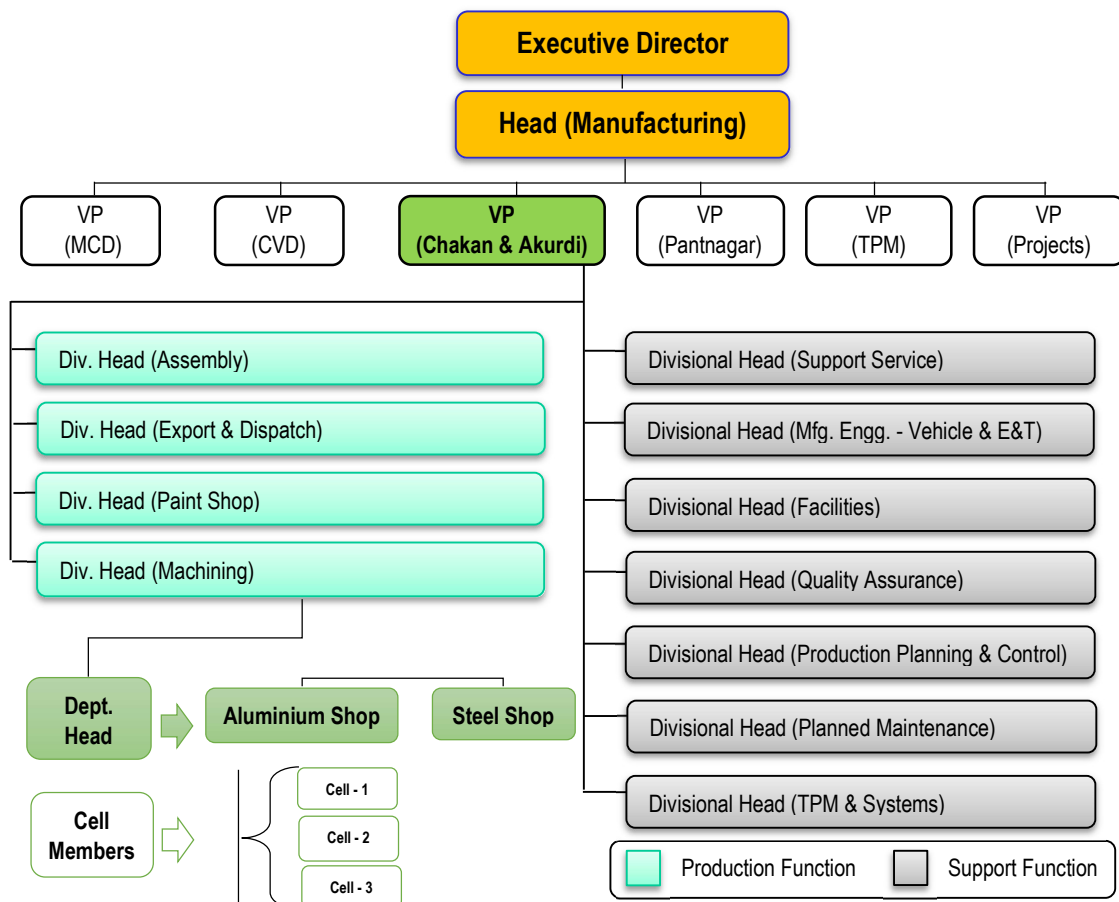 Executive Director
Head (Manufacturing)
VP
(MCD)
VP
(CVD)
VP
(Chakan & Akurdi)
VP
(Pantnagar)
VP
(TPM)
VP
(Projects)
Div. Head (Assembly)
Div. Head (Export & Dispatch)
Div. Head (Paint Shop)
Div. Head (Machining)
Dept.
Head
Aluminium Shop
Steel Shop
Cell
Members
Cell - 1
Cell - 2
Cell - 3
Divisional Head (Support Service)
Divisional Head (Mfg. Engg. - Vehicle & E&T)
Divisional Head (Facilities)
Divisional Head (Quality Assurance)
Divisional Head (Production Planning & Control)
Divisional Head (Planned Maintenance)
Divisional Head (TPM & Systems)
Production Function
Support Function